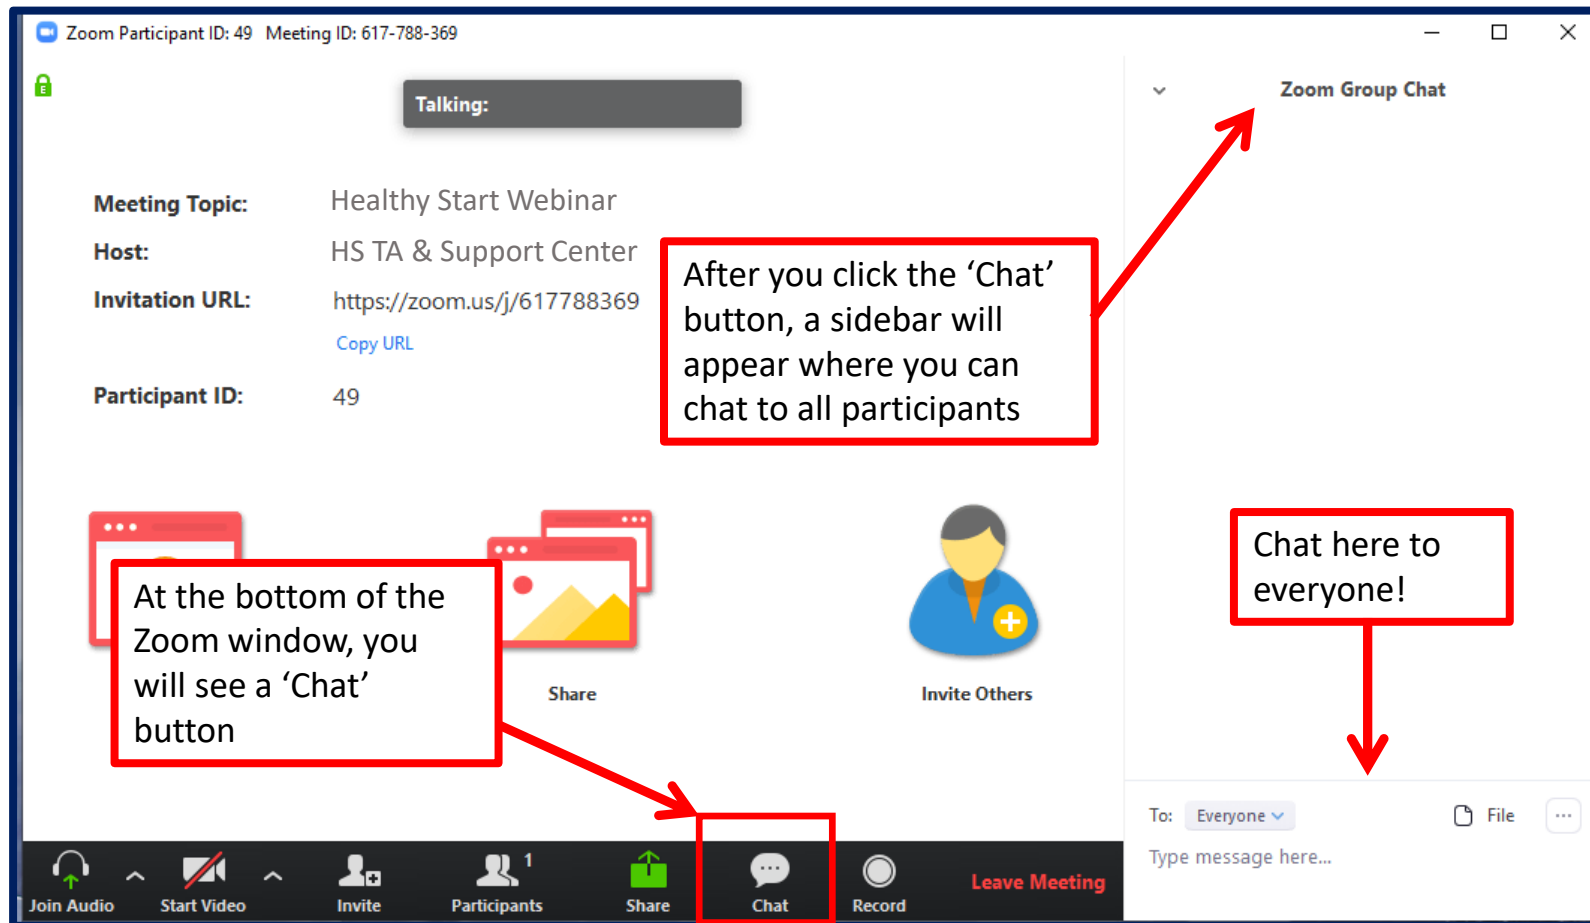 Zoom Participant ID: 49   Meeting ID: 617-788-369
E
Talking:
Zoom Group Chat
Meeting Topic: Healthy Start Webinar
Host: HS TA & Support Center
Invitation URL: https://zoom.us/j/617788369
Copy URL
Participant ID: 49
After you click the ‘Chat’
button, a sidebar will
appear where you can
chat to all participants
At the bottom of the
Zoom window, you
will see a ‘Chat’
button
Share
Invite Others
Chat here to
everyone!
To: Everyone
File
Type message here...
Join Audio
Start Video
Invite
Participants
1
Share
Chat
Record
Leave Meeting